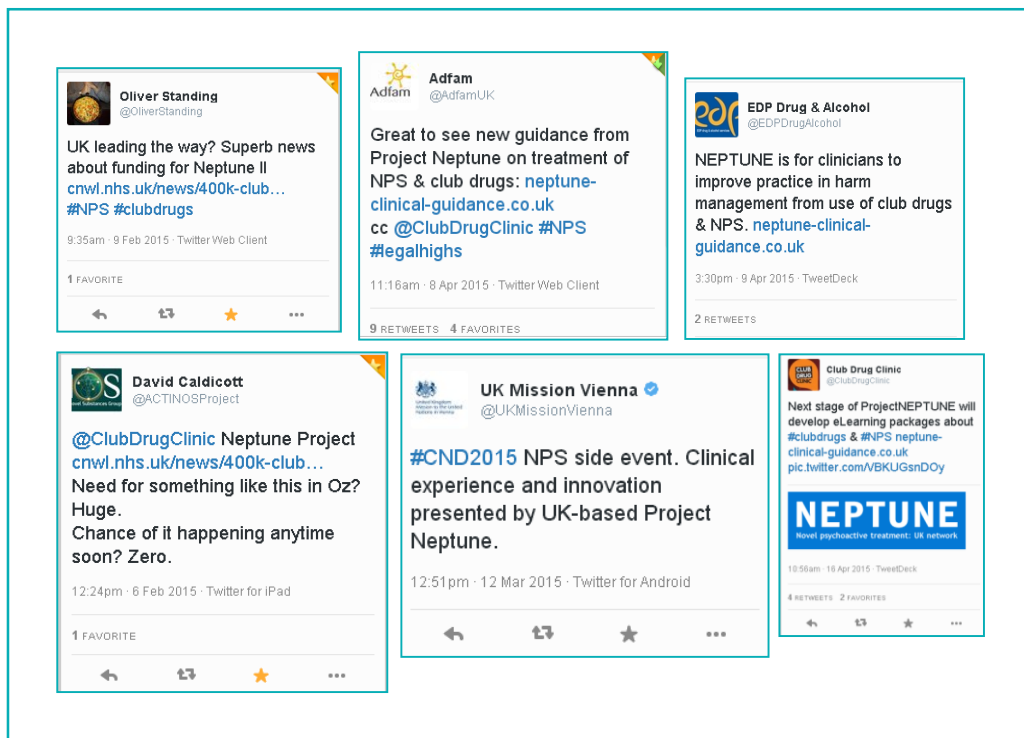 Oliver Standing
@OliverStanding
UK leading the way? Superb news
about funding for Neptune II
cnwl.nhs.uk/news/400k-club…
#NPS #clubdrugs
9:35am · 9 Feb 2015 · Twitter Web Client
1 FAVORITE
Adfam
Adfam
@AdfamUK
Great to see new guidance from
Project Neptune on treatment of
NPS & club drugs: neptune-
clinical-guidance.co.uk
cc @ClubDrugClinic #NPS
#legalhighs
11:16am · 8 Apr 2015 · Twitter Web Client
9 RETWEETS 4 FAVORITES
EDP Drug & Alcohol
@EDPDrugAlcohol
NEPTUNE is for clinicians to
improve practice in harm
management from use of club drugs
& NPS. neptune-clinical-
guidance.co.uk
3:30pm · 9 Apr 2015 · TweetDeck
2 RETWEETS
David Caldicott
@ACTINOSProject
@ClubDrugClinic Neptune Project
cnwl.nhs.uk/news/400k-club…
Need for something like this in Oz?
Huge.
Chance of it happening anytime
soon? Zero.
12:24pm · 6 Feb 2015 · Twitter for iPad
1 FAVORITE
UK Mission Vienna
@UKMissionVienna
#CND2015 NPS side event. Clinical
experience and innovation
presented by UK-based Project
Neptune.
12:51pm · 12 Mar 2015 · Twitter for Android
CLUB
DRUG
CLINIC
Club Drug Clinic
@ClubDrugClinic
Next stage of ProjectNEPTUNE will
develop eLearning packages about
#clubdrugs & #NPS neptune-
clinical-guidance.co.uk
pic.twitter.com/VBKUGsnDOy
NEPTUNE
Novel psychoactive treatment: UK network
10:56am · 16 Apr 2015 · TweetDeck
4 RETWEETS 2 FAVORITES